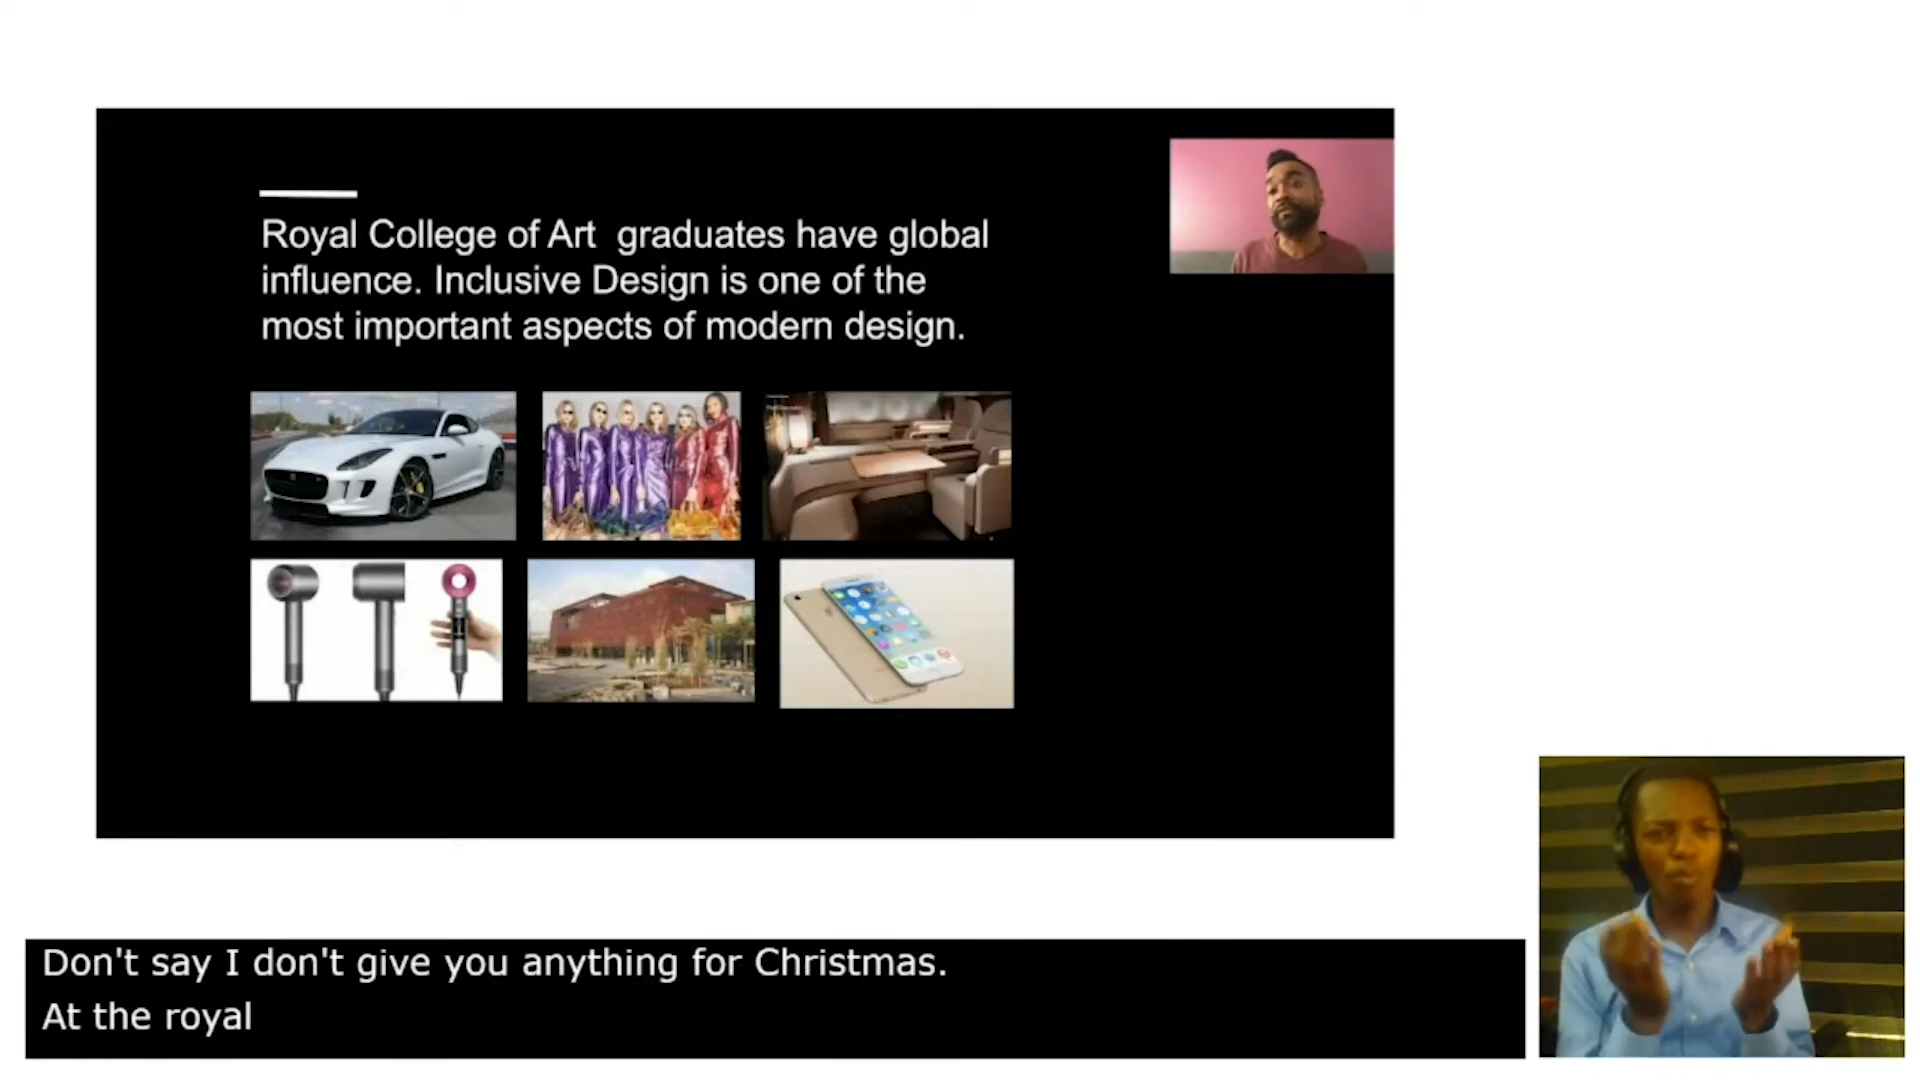 Royal College of Art  graduates have global
influence. Inclusive Design is one of the
most important aspects of modern design.
Don't say I don't give you anything for Christmas.
At the royal